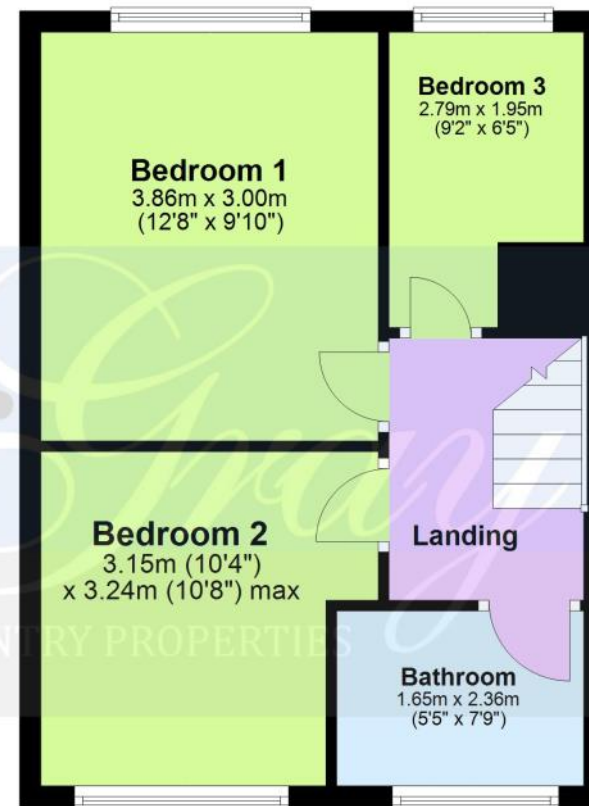 Bedroom 1
3.86m x 3.00m
(12'8" x 9'10")
Bedroom 3
2.79m x 1.95m
(9'2" x 6'5")
Bedroom 2
3.15m (10'4")
x 3.24m (10'8") max
Landing
Bathroom
1.65m x 2.36m
(5'5" x 7'9")
Gray
NTRY PROPERTIES